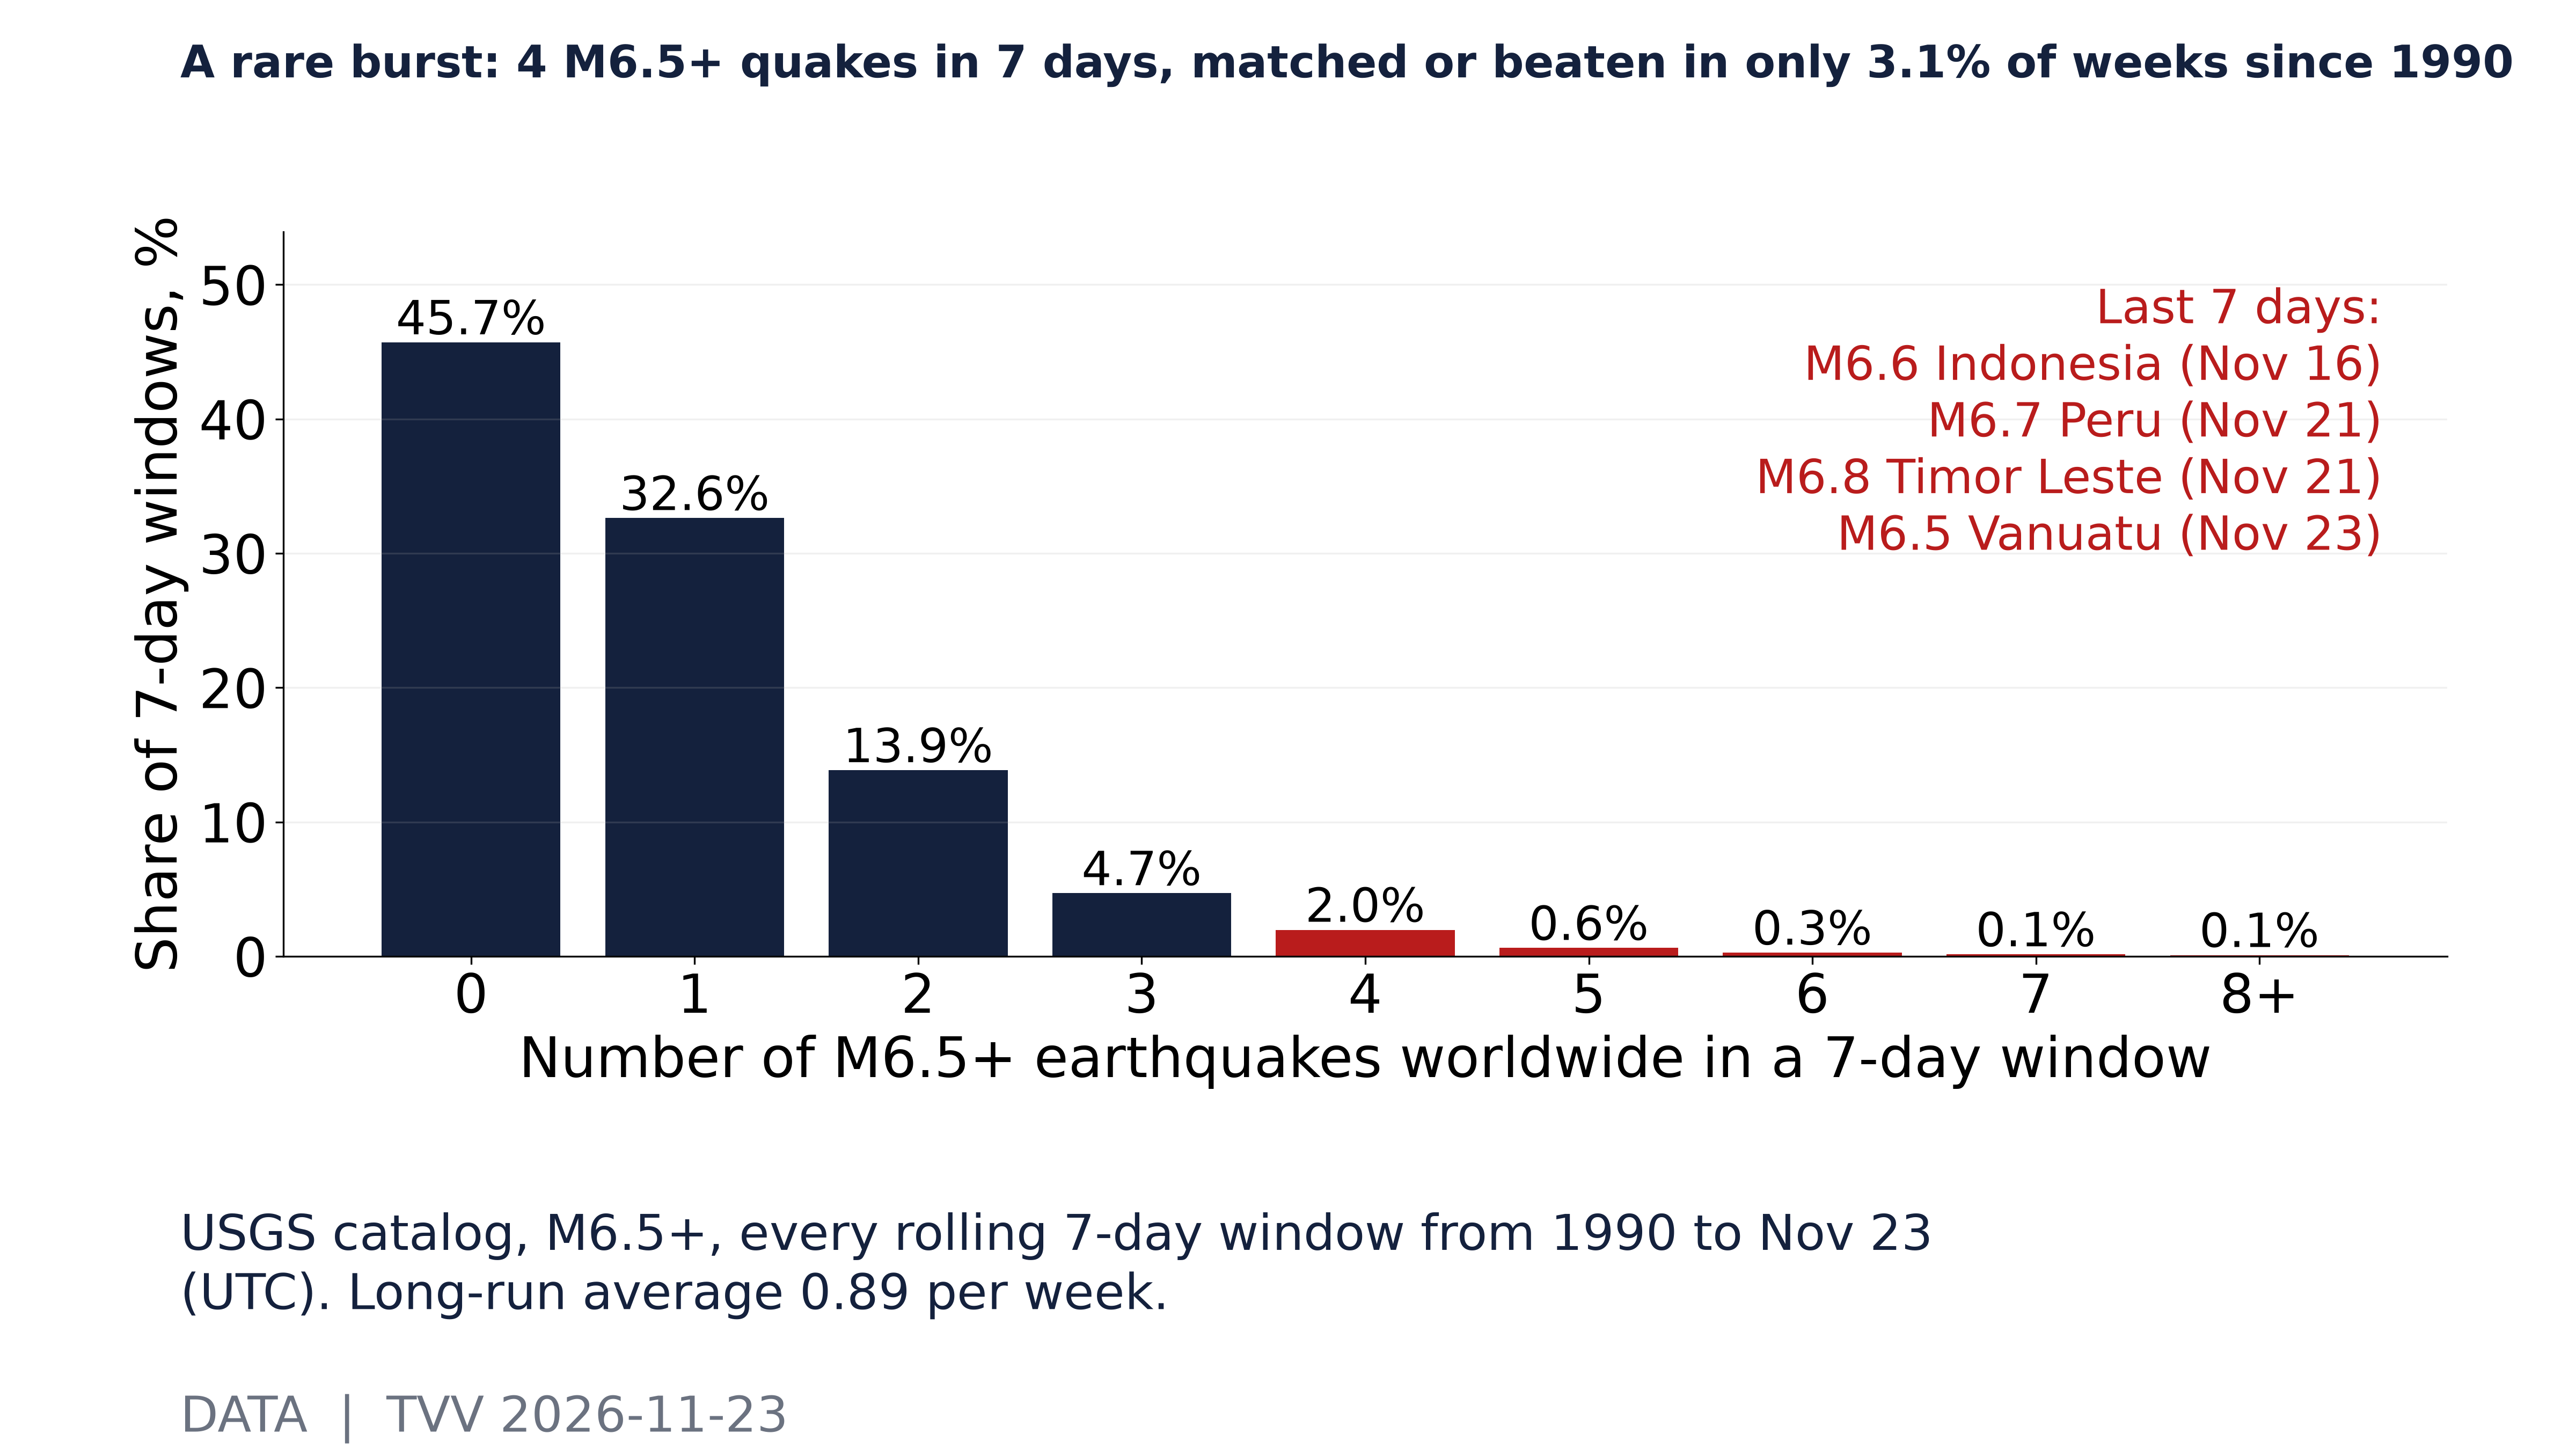 A rare burst: 4 M6.5+ quakes in 7 days, matched or beaten in only 3.1% of weeks since 1990
Share of 7-day windows, %
50
40
30
20
10
0
45.7%
32.6%
13.9%
4.7%
2.0%
0.6%
0.3%
0.1%
0.1%
Last 7 days:
M6.6 Indonesia (Nov 16)
M6.7 Peru (Nov 21)
M6.8 Timor Leste (Nov 21)
M6.5 Vanuatu (Nov 23)
0 1 2 3 4 5 6 7 8+
Number of M6.5+ earthquakes worldwide in a 7-day window
USGS catalog, M6.5+, every rolling 7-day window from 1990 to Nov 23
(UTC). Long-run average 0.89 per week.
DATA | TVV 2026-11-23